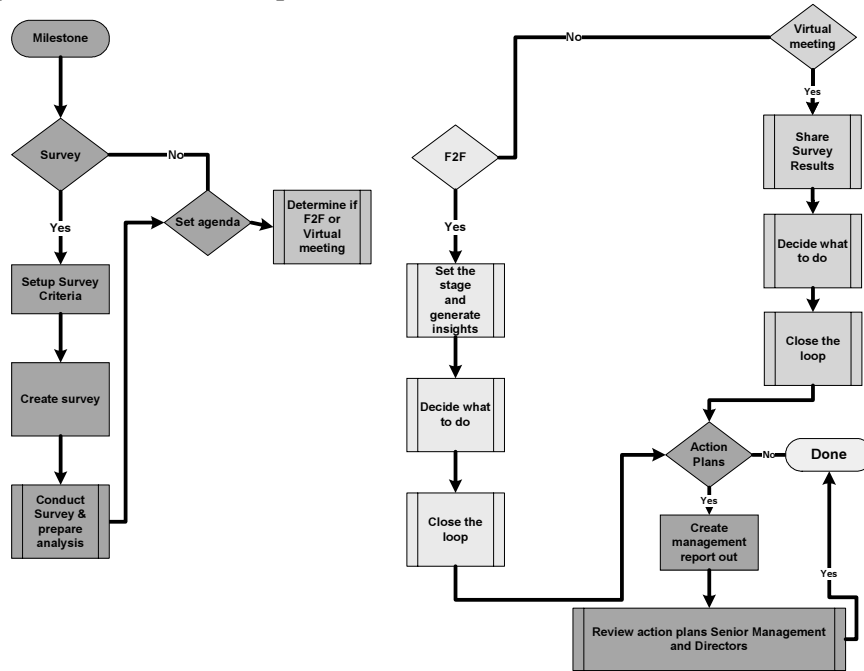 Milestone
Survey
No
Yes
Set agenda
Determine if
F2F or
Virtual
meeting
Setup Survey
Criteria
Create survey
Conduct
Survey &
prepare
analysis
Virtual
meeting
No
Yes
F2F
Yes
Set the
stage
and
generate
insights
Decide what
to do
Close the
loop
Share
Survey
Results
Decide what
to do
Close the
loop
Action
Plans
No
Done
Yes
Create
management
report out
Yes
Review action plans Senior Management
and Directors